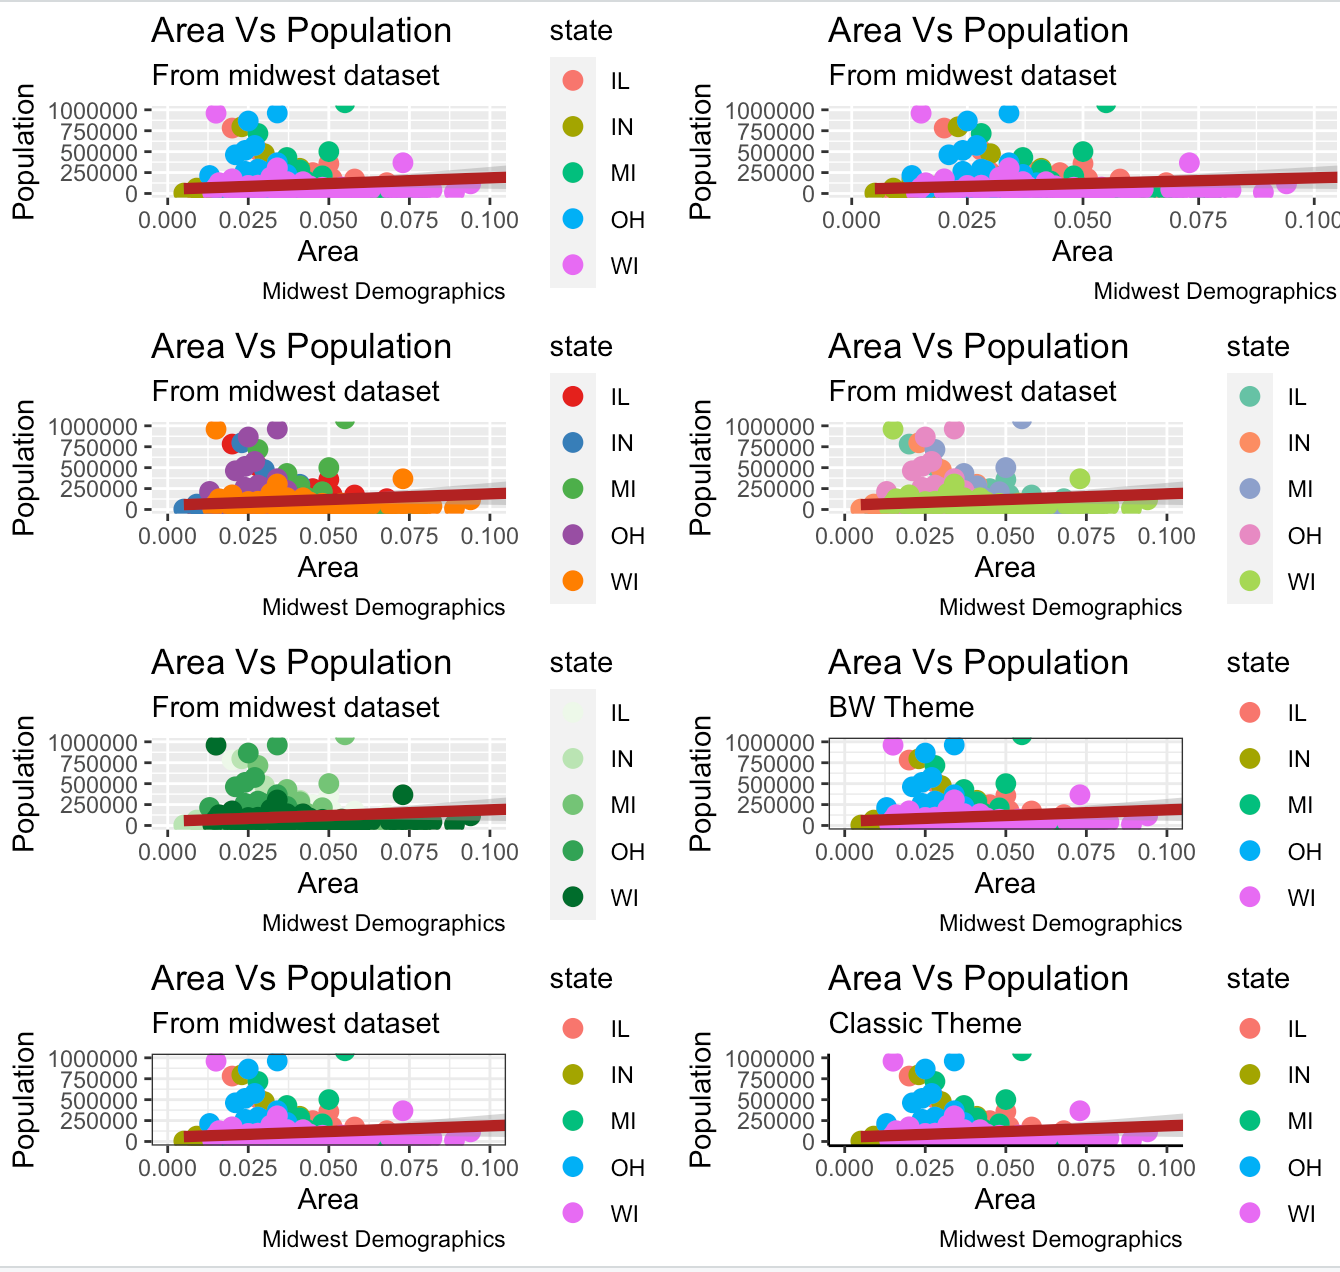 Area Vs Population
From midwest dataset
Population
1000000
750000
500000
250000
0
0.000 0.025 0.050 0.075 0.100
Area
Midwest Demographics
state
IL
IN
MI
OH
WI
Area Vs Population
From midwest dataset
Population
1000000
750000
500000
250000
0
0.000 0.025 0.050 0.075 0.100
Area
Midwest Demographics
Area Vs Population
From midwest dataset
Population
1000000
750000
500000
250000
0
0.000 0.025 0.050 0.075 0.100
Area
Midwest Demographics
state
IL
IN
MI
OH
WI
Area Vs Population
From midwest dataset
Population
1000000
750000
500000
250000
0
0.000 0.025 0.050 0.075 0.100
Area
Midwest Demographics
state
IL
IN
MI
OH
WI
Area Vs Population
From midwest dataset
Population
1000000
750000
500000
250000
0
0.000 0.025 0.050 0.075 0.100
Area
Midwest Demographics
state
IL
IN
MI
OH
WI
Area Vs Population
BW Theme
Population
1000000
750000
500000
250000
0
0.000 0.025 0.050 0.075 0.100
Area
Midwest Demographics
state
IL
IN
MI
OH
WI
Area Vs Population
From midwest dataset
Population
1000000
750000
500000
250000
0
0.000 0.025 0.050 0.075 0.100
Area
Midwest Demographics
state
IL
IN
MI
OH
WI
Area Vs Population
Classic Theme
Population
1000000
750000
500000
250000
0
0.000 0.025 0.050 0.075 0.100
Area
Midwest Demographics
state
IL
IN
MI
OH
WI